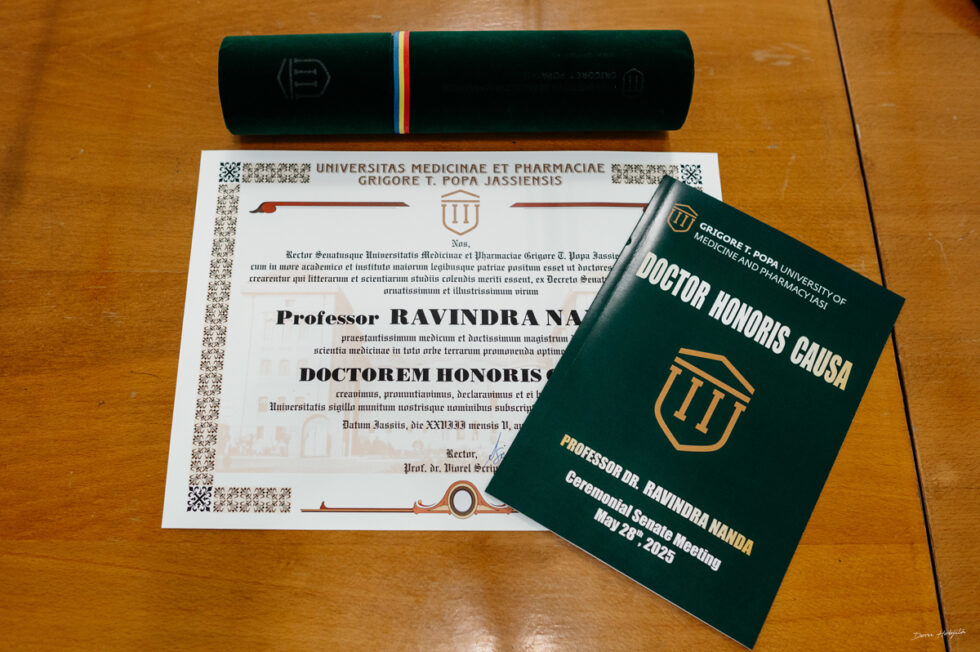 GRIGORE T. POPA
UNIVERSITAS MEDICINAE ET PHARMACIAE
GRIGORE T. POPA JASSIENSIS
Nos,
Rector Senatusque Universitatis Medicinae et Pharmaciae Grigore T. Popa Jassie
cum in more academico et instituto maiorum legibusque patriae positum esset ut doctores
crearentur qui litterarum et scientiarum studiis colendis meriti essent, ex Decreto Senat
ornatissimum et illustrissimum virum
Professor RAVINDRA NA
praestantissimum medicum et doctissimum magistrum
scientia medicinae in toto orbe terrarum promovenda optime
DOCTOREM HONORIS C
creavimus, pronuntiavimus, declaravimus et ei
Universitatis sigillo munitum nostrisque nominibus subscrip
Datum Jassiis, die XXVIII mensis V, an
Rector,
Prof. dr. Viorel Scrip
GRIGORE T. POPA UNIVERSITY OF
MEDICINE AND PHARMACY IASI
DOCTOR HONORIS CAUSA
PROFESSOR DR. RAVINDRA NANDA
Ceremonial Senate Meeting
May 28th, 2025